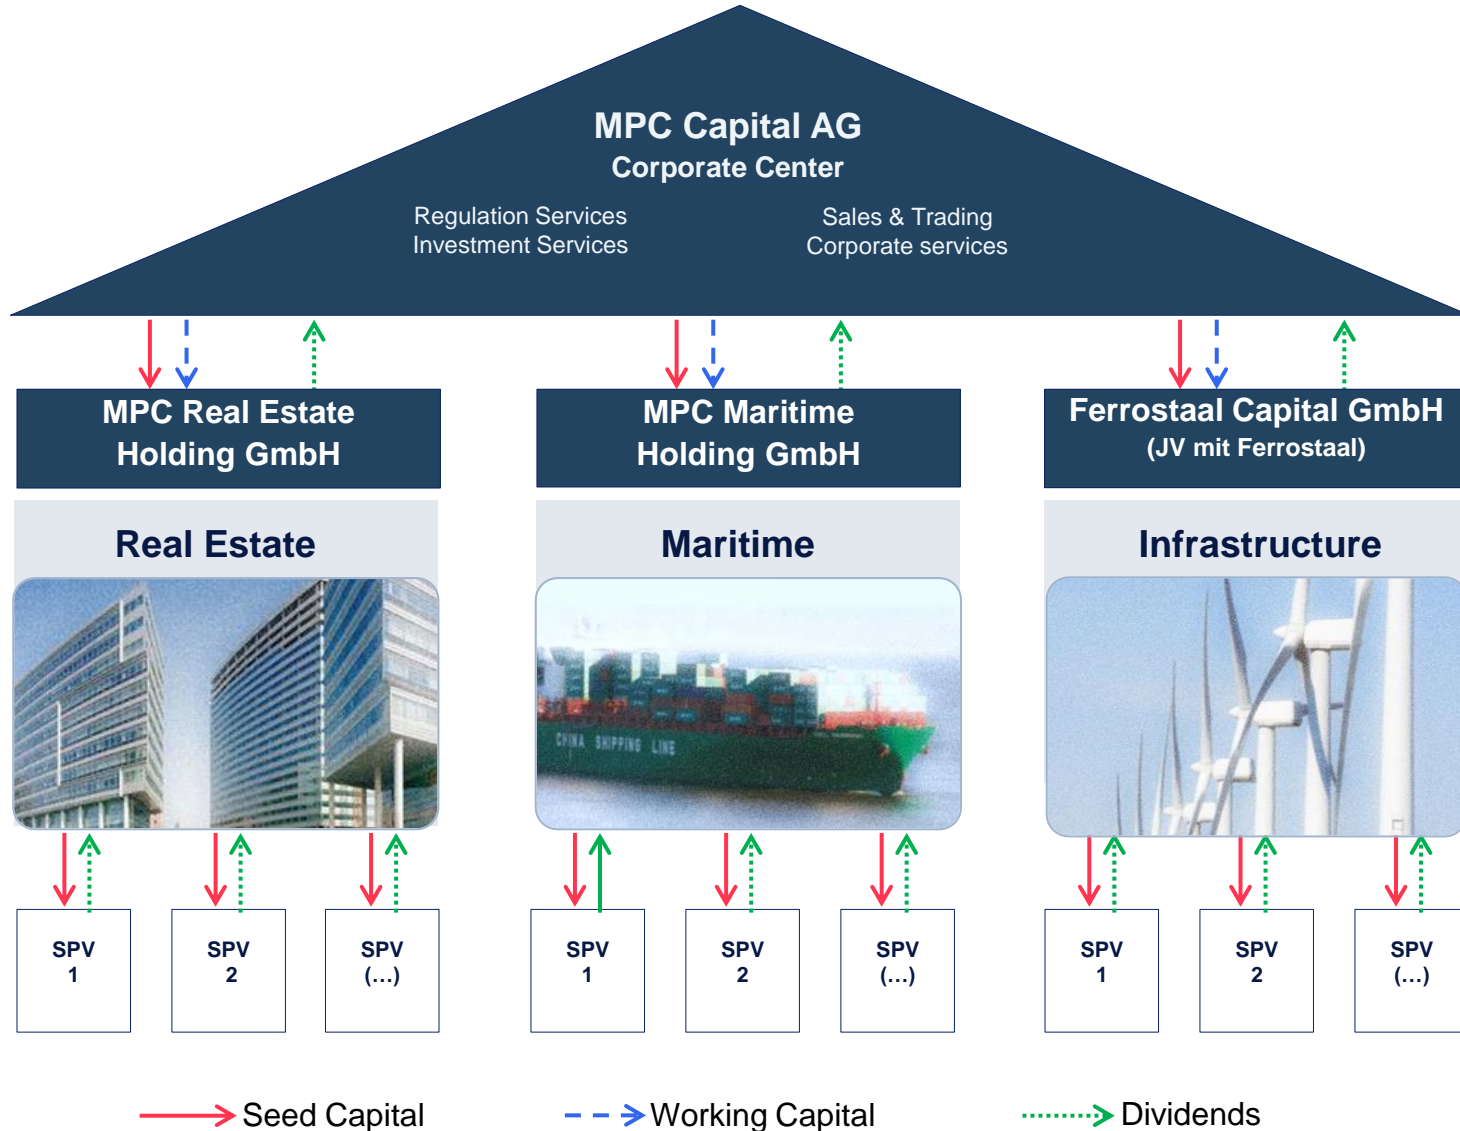 MPC Capital AG
Corporate Center
Regulation Services
Investment Services
Sales & Trading
Corporate services
MPC Real Estate
Holding GmbH
MPC Maritime
Holding GmbH
Ferrostaal Capital GmbH
(JV mit Ferrostaal)
Real Estate
Maritime
Infrastructure
CHINA SHIPPING LINE
SPV
1
SPV
2
SPV
(...)
SPV
1
SPV
2
SPV
(...)
SPV
1
SPV
2
SPV
(...)
Seed Capital
Working Capital
Dividends